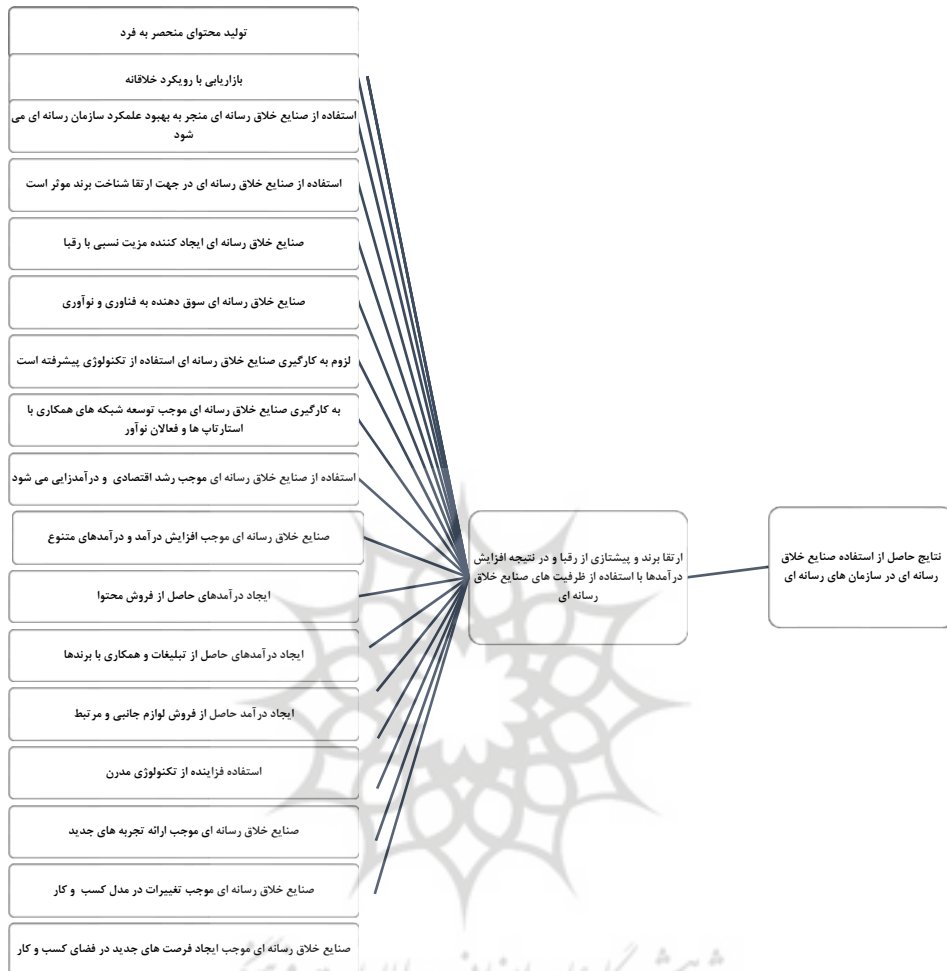 تولید محتوای منحصر به فرد
بازاریابی با رویکرد خلاقانه
استفاده از صنایع خلاق رسانه ای منجر به بهبود علمکرد سازمان رسانه ای می
شود
استفاده از صنایع خلاق رسانه ای در جهت ارتقا شناخت برند موثر است
صنایع خلاق رسانه ای ایجاد کننده مزیت نسبی با رقبا
صنایع خلاق رسانه ای سوق دهنده به فناوری و نوآوری
لزوم به کارگیری صنایع خلاق رسانه ای استفاده از تکنولوژی پیشرفته است
به کارگیری صنایع خلاق رسانه ای موجب توسعه شبکه های همکاری با
استارتاپ ها و فعالان نوآور
استفاده از صنایع خلاق رسانه ای موجب رشد اقتصادی و درآمدزایی می شود
صنایع خلاق رسانه ای موجب افزایش درآمد و درآمدهای متنوع
ایجاد درآمدهای حاصل از فروش محتوا
ایجاد درآمدهای حاصل از تبلیغات و همکاری با برندها
ایجاد درآمد حاصل از فروش لوازم جانبی و مرتبط
استفاده فزاینده از تکنولوژی مدرن
صنایع خلاق رسانه ای موجب ارائه تجربه های جدید
صنایع خلاق رسانه ای موجب تغییرات در مدل کسب و کار
صنایع خلاق رسانه ای موجب ایجاد فرصت های جدید در فضای کسب و کار
ارتقا برند و پیشتازی از رقبا و در نتیجه افزایش
درآمدها با استفاده از ظرفیت های صنایع خلاق
رسانه ای
نتایج حاصل از استفاده صنایع خلاق
رسانه ای در سازمان های رسانه ای